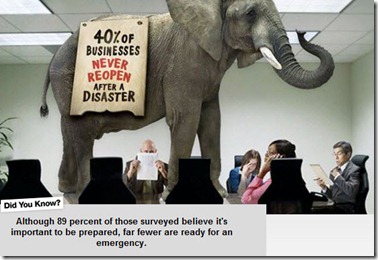 40% OF
BUSINESSES
NEVER
REOPEN
AFTER A
DISASTER
Did You Know?
Although 89 percent of those surveyed believe it's
important to be prepared, far fewer are ready for an
emergency.